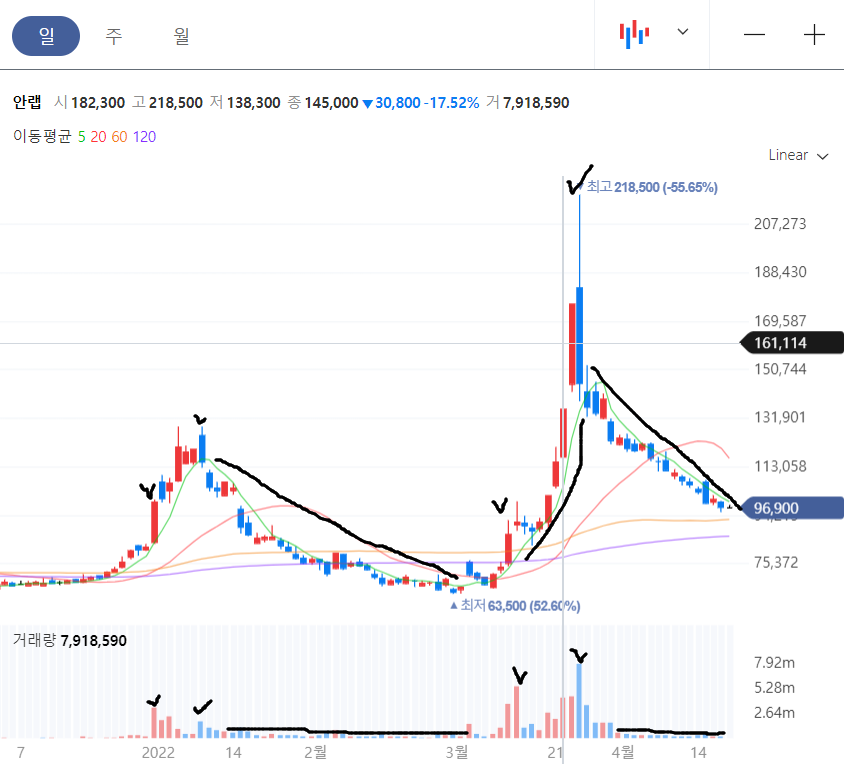 일 주 월
안랩 시 182,300 고 218,500 저 138,300 종 145,000 ▼30,800 -17.52% 거 7,918,590
이동평균 5 20 60 120
Linear
최고 218,500 (-55.65%)
207,273
188,430
169,587
161,114
150,744
131,901
113,058
96,900
75,372
▲ 최저 63,500 (52.60%)
거래량 7,918,590
7.92m
5.28m
2.64m
7 2022 14 2월 3월 21 4월 14